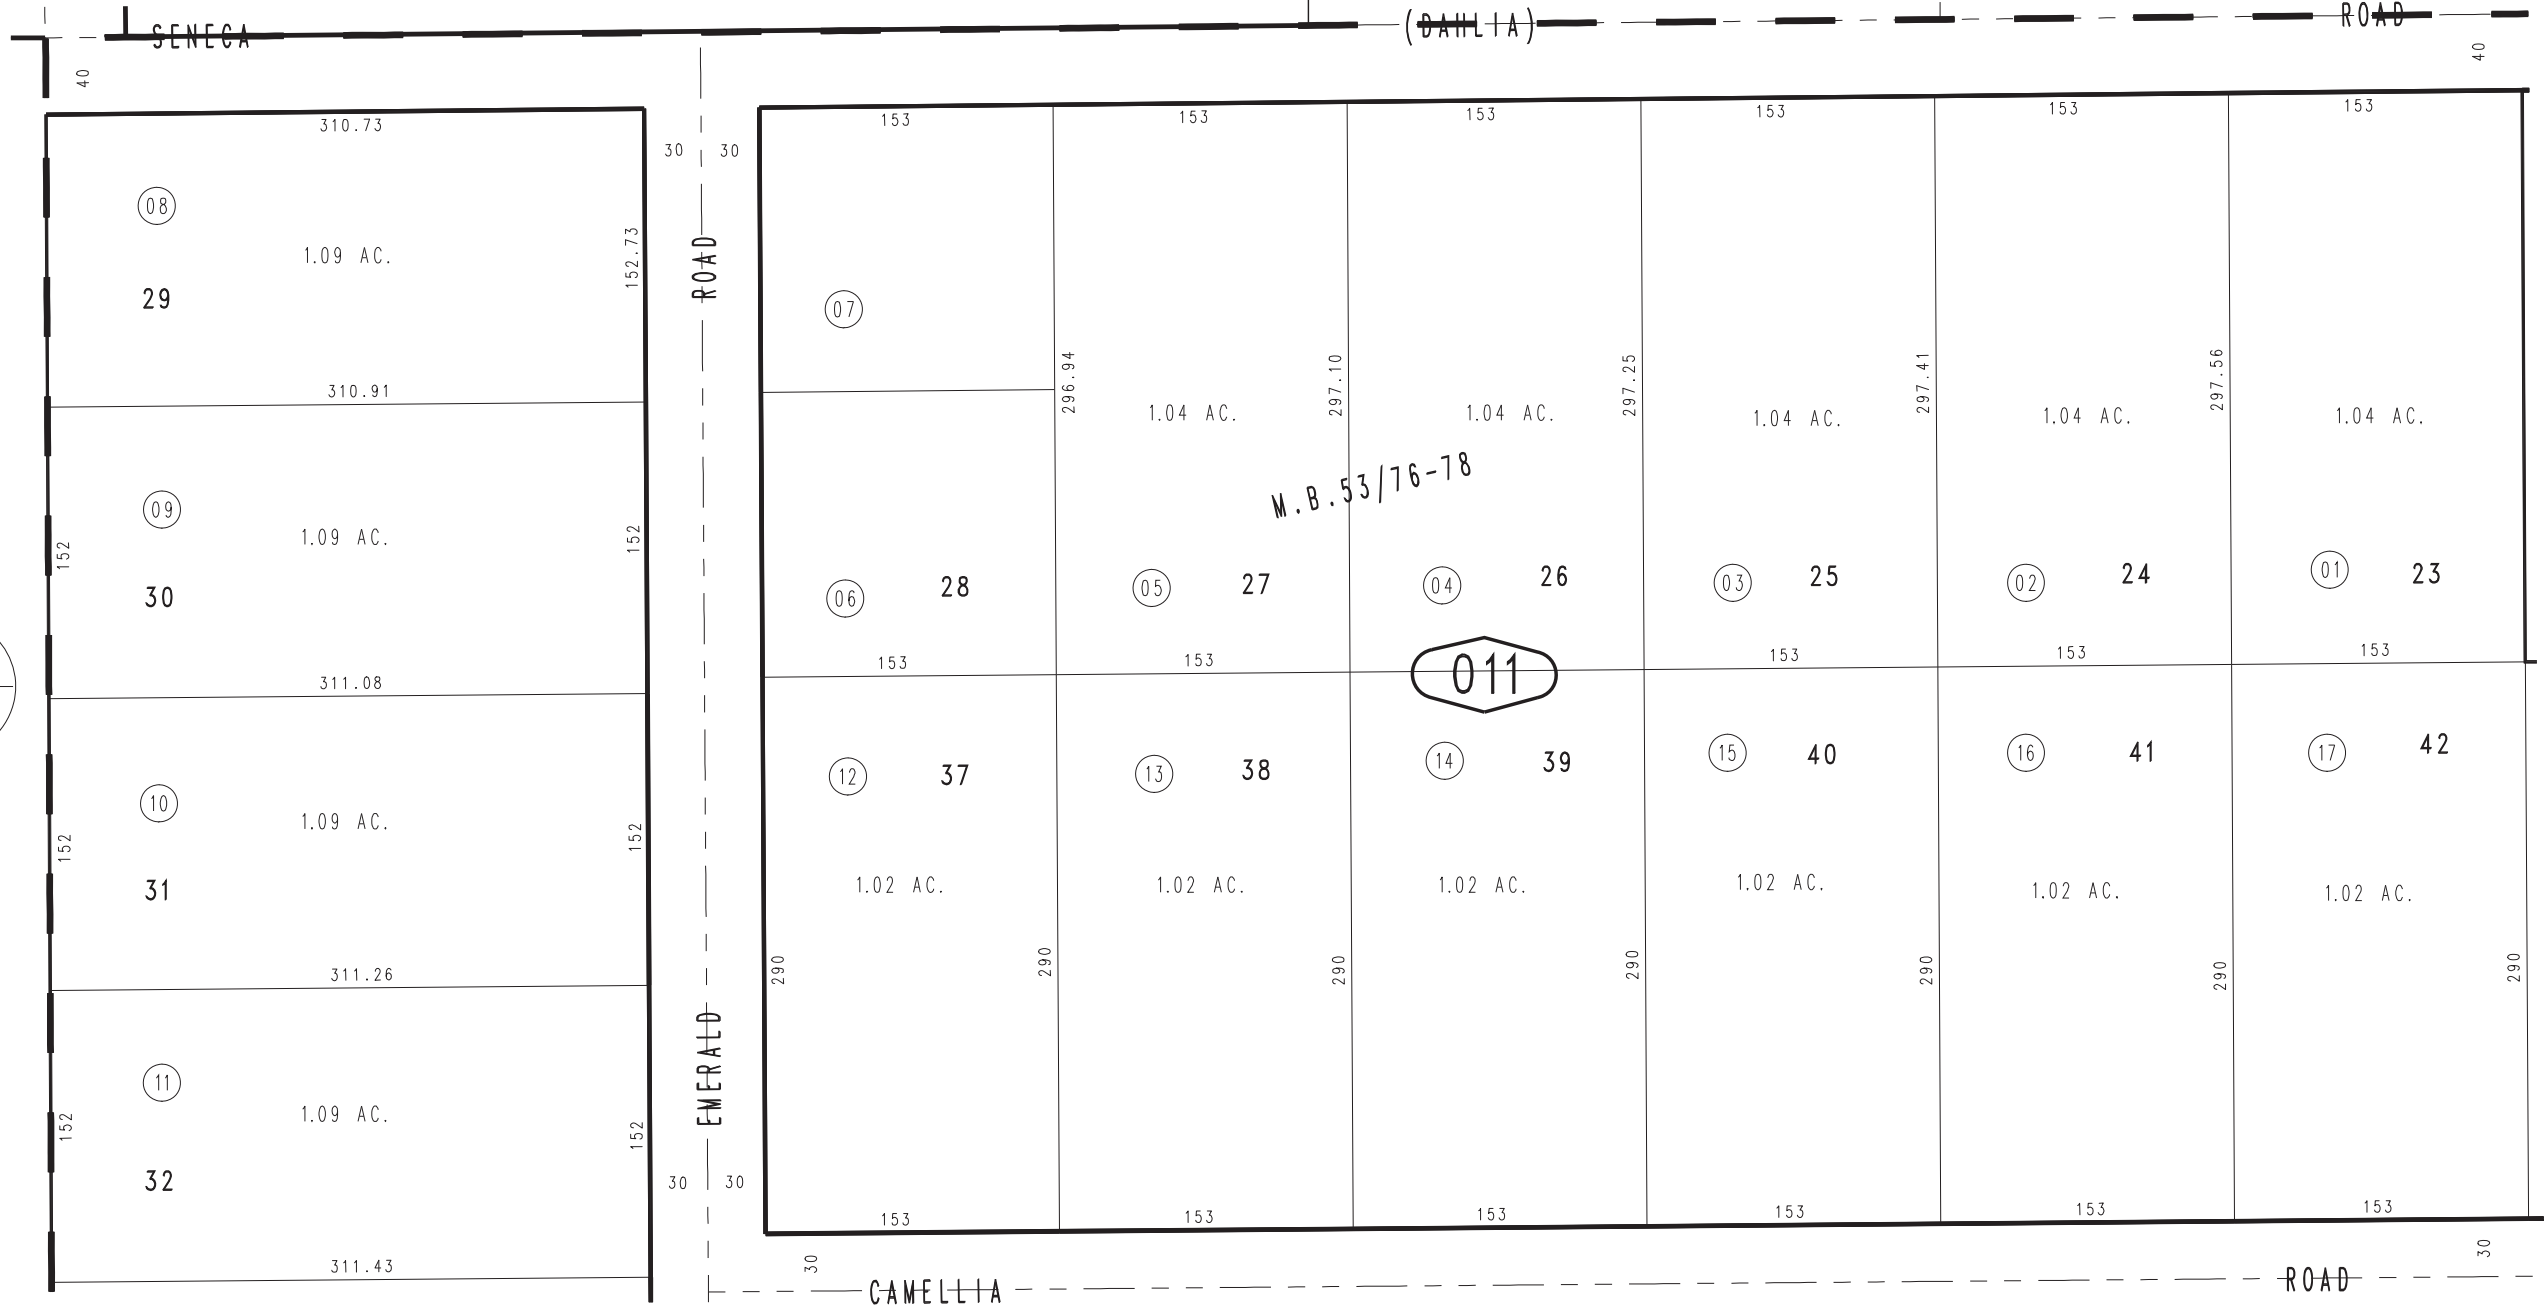 SENECA (DAHLIA) ROAD
40 40
310.73 153 153 153 153 153 153
30 30
08
1.09 AC.
152.73
ROAD
29
07
310.91
296.94 297.10 297.25 297.41 297.56
1.04 AC. 1.04 AC. 1.04 AC. 1.04 AC. 1.04 AC.
M.B.53/76-78
09
1.09 AC.
152 152
30
06 28 05 27 04 26 03 25 02 24 01 23
153 153 153 153 153
311.08
011
10
1.09 AC.
152 152
31
12 37 13 38 14 39 15 40 16 41 17 42
1.02 AC. 1.02 AC. 1.02 AC. 1.02 AC. 1.02 AC. 1.02 AC.
311.26
290 290 290 290 290 290 290
EMERALD
11
1.09 AC.
152 152
32
30 30
153 153 153 153 153 153
311.43
30 30
CAMELLIA ROAD